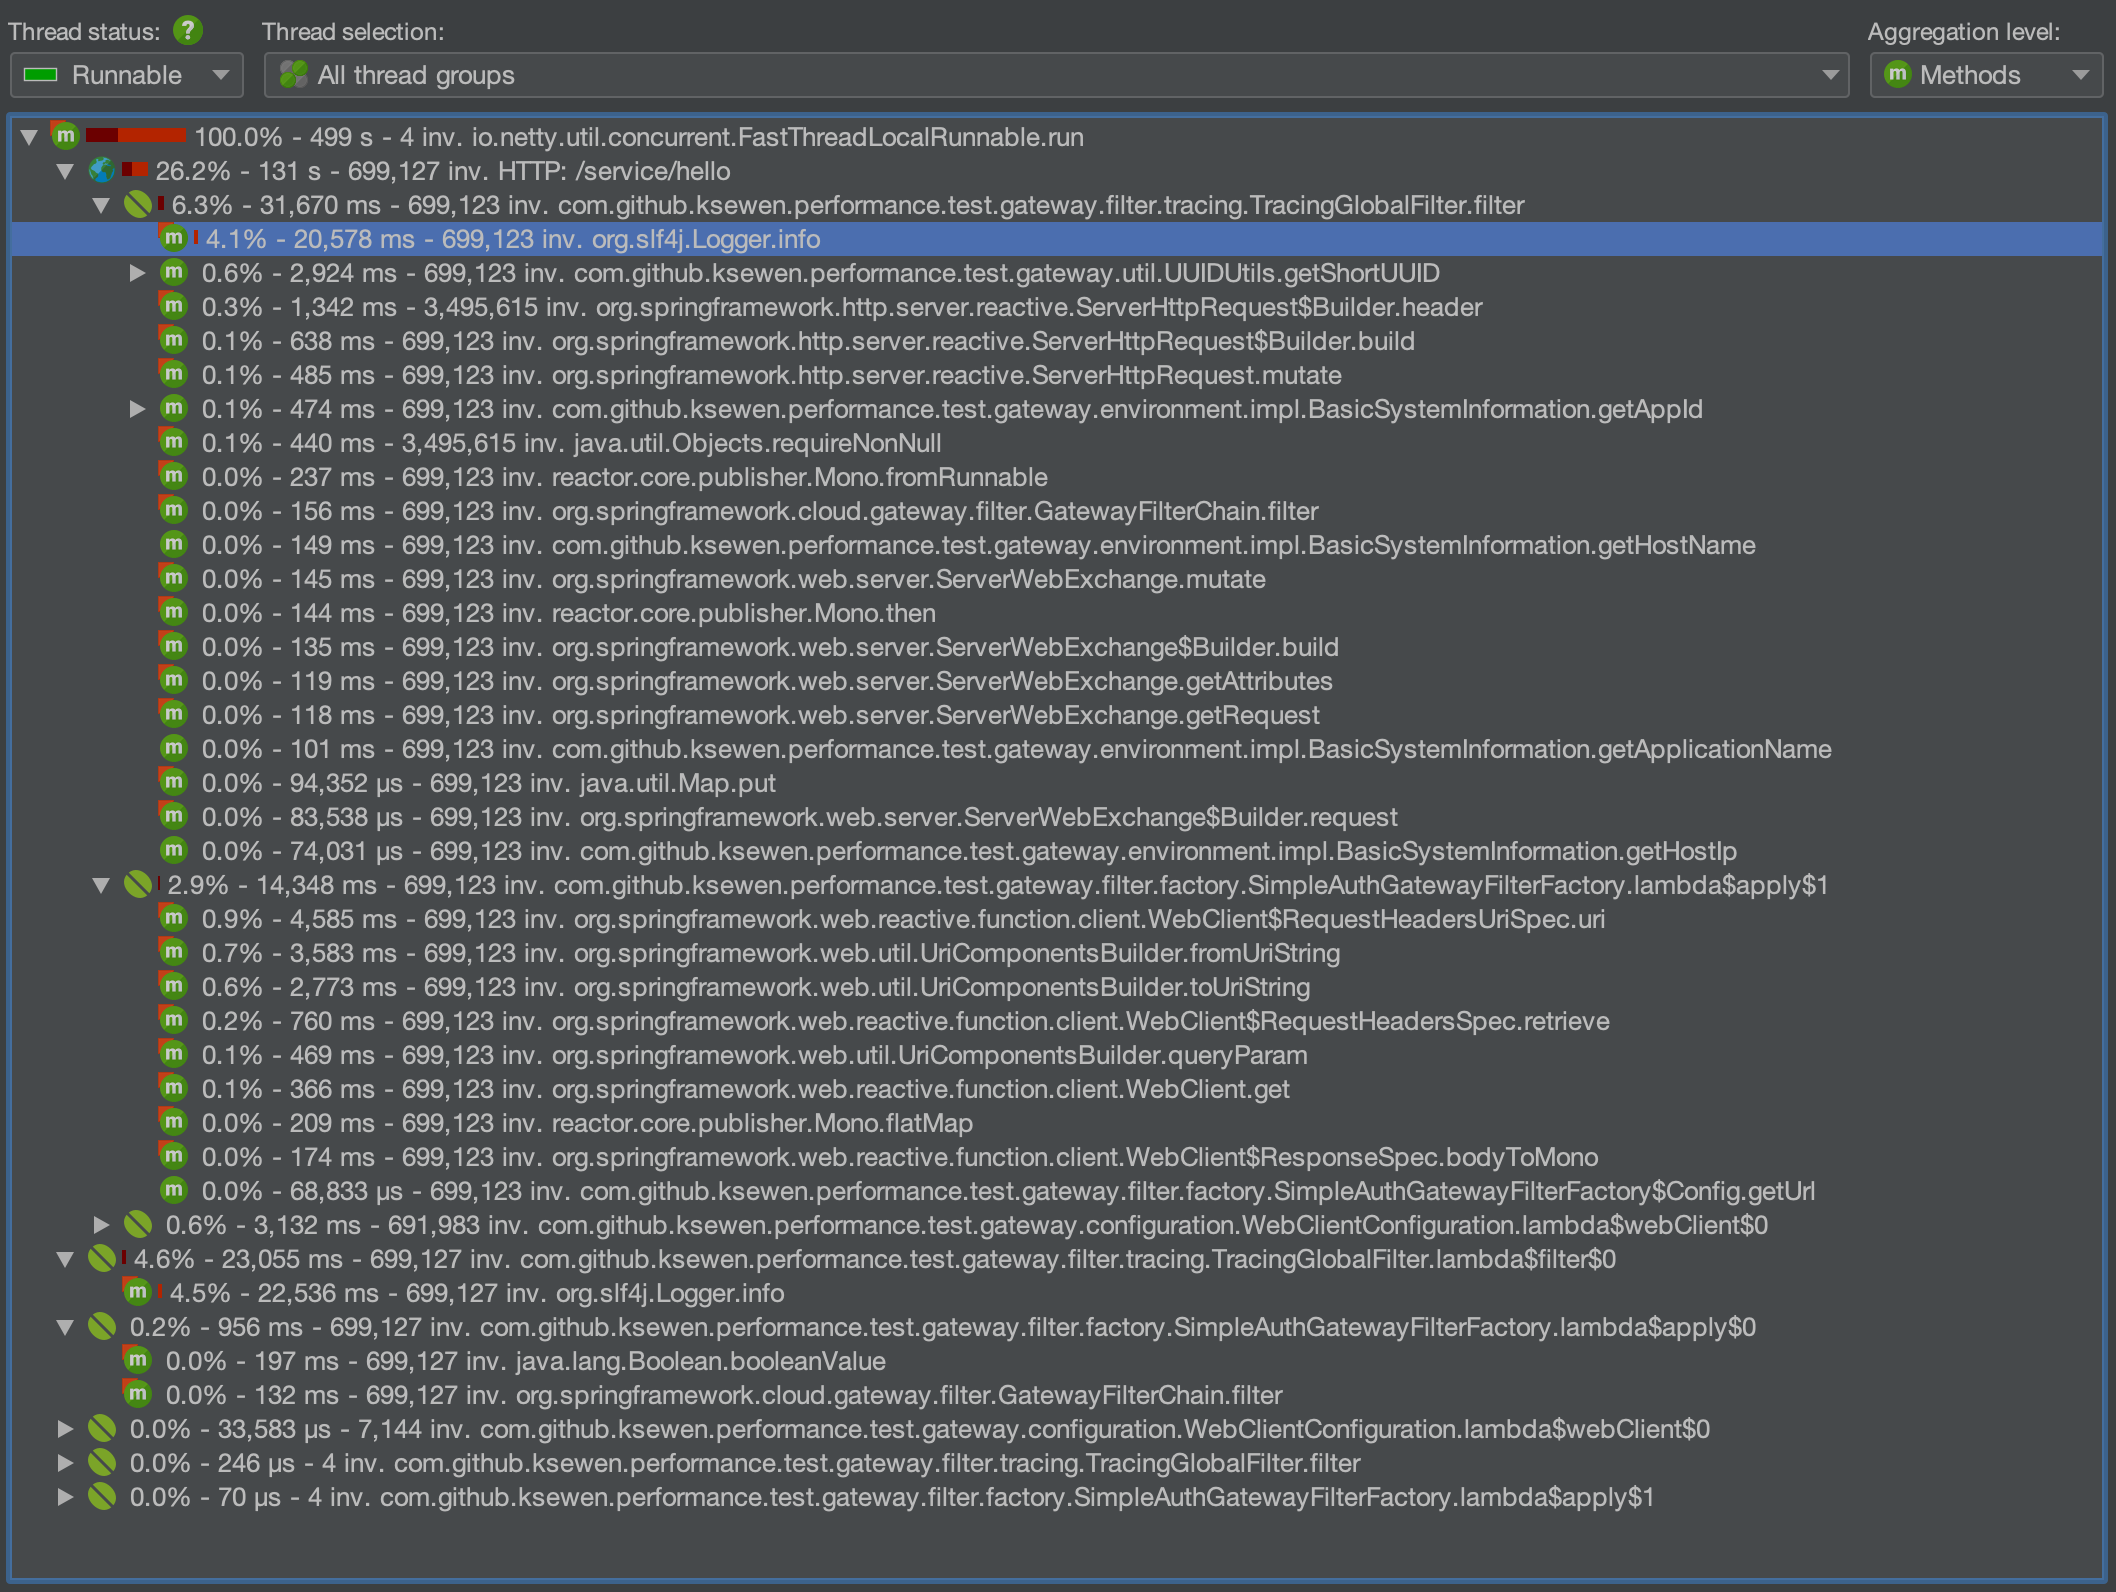 Thread status: ? Thread selection: Aggregation level:
Runnable All thread groups m Methods
m 100.0% - 499 s - 4 inv. io.netty.util.concurrent.FastThreadLocalRunnable.run
26.2% - 131 s - 699,127 inv. HTTP: /service/hello
6.3% - 31,670 ms - 699,123 inv. com.github.ksewen.performance.test.gateway.filter.tracing.TracingGlobalFilter.filter
m 4.1% - 20,578 ms - 699,123 inv. org.slf4j.Logger.info
m 0.6% - 2,924 ms - 699,123 inv. com.github.ksewen.performance.test.gateway.util.UUIDUtils.getShortUUID
m 0.3% - 1,342 ms - 3,495,615 inv. org.springframework.http.server.reactive.ServerHttpRequest$Builder.header
m 0.1% - 638 ms - 699,123 inv. org.springframework.http.server.reactive.ServerHttpRequest$Builder.build
m 0.1% - 485 ms - 699,123 inv. org.springframework.http.server.reactive.ServerHttpRequest.mutate
m 0.1% - 474 ms - 699,123 inv. com.github.ksewen.performance.test.gateway.environment.impl.BasicSystemInformation.getAppId
m 0.1% - 440 ms - 3,495,615 inv. java.util.Objects.requireNonNull
m 0.0% - 237 ms - 699,123 inv. reactor.core.publisher.Mono.fromRunnable
m 0.0% - 156 ms - 699,123 inv. org.springframework.cloud.gateway.filter.GatewayFilterChain.filter
m 0.0% - 149 ms - 699,123 inv. com.github.ksewen.performance.test.gateway.environment.impl.BasicSystemInformation.getHostName
m 0.0% - 145 ms - 699,123 inv. org.springframework.web.server.ServerWebExchange.mutate
m 0.0% - 144 ms - 699,123 inv. reactor.core.publisher.Mono.then
m 0.0% - 135 ms - 699,123 inv. org.springframework.web.server.ServerWebExchange$Builder.build
m 0.0% - 119 ms - 699,123 inv. org.springframework.web.server.ServerWebExchange.getAttributes
m 0.0% - 118 ms - 699,123 inv. org.springframework.web.server.ServerWebExchange.getRequest
m 0.0% - 101 ms - 699,123 inv. com.github.ksewen.performance.test.gateway.environment.impl.BasicSystemInformation.getApplicationName
m 0.0% - 94,352 µs - 699,123 inv. java.util.Map.put
m 0.0% - 83,538 µs - 699,123 inv. org.springframework.web.server.ServerWebExchange$Builder.request
m 0.0% - 74,031 µs - 699,123 inv. com.github.ksewen.performance.test.gateway.environment.impl.BasicSystemInformation.getHostIp
2.9% - 14,348 ms - 699,123 inv. com.github.ksewen.performance.test.gateway.filter.factory.SimpleAuthGatewayFilterFactory.lambda$apply$1
m 0.9% - 4,585 ms - 699,123 inv. org.springframework.web.reactive.function.client.WebClient$RequestHeadersUriSpec.uri
m 0.7% - 3,583 ms - 699,123 inv. org.springframework.web.util.UriComponentsBuilder.fromUriString
m 0.6% - 2,773 ms - 699,123 inv. org.springframework.web.util.UriComponentsBuilder.toUriString
m 0.2% - 760 ms - 699,123 inv. org.springframework.web.reactive.function.client.WebClient$RequestHeadersSpec.retrieve
m 0.1% - 469 ms - 699,123 inv. org.springframework.web.util.UriComponentsBuilder.queryParam
m 0.1% - 366 ms - 699,123 inv. org.springframework.web.reactive.function.client.WebClient.get
m 0.0% - 209 ms - 699,123 inv. reactor.core.publisher.Mono.flatMap
m 0.0% - 174 ms - 699,123 inv. org.springframework.web.reactive.function.client.WebClient$ResponseSpec.bodyToMono
m 0.0% - 68,833 µs - 699,123 inv. com.github.ksewen.performance.test.gateway.filter.factory.SimpleAuthGatewayFilterFactory$Config.getUrl
0.6% - 3,132 ms - 691,983 inv. com.github.ksewen.performance.test.gateway.configuration.WebClientConfiguration.lambda$webClient$0
4.6% - 23,055 ms - 699,127 inv. com.github.ksewen.performance.test.gateway.filter.tracing.TracingGlobalFilter.lambda$filter$0
m 4.5% - 22,536 ms - 699,127 inv. org.slf4j.Logger.info
0.2% - 956 ms - 699,127 inv. com.github.ksewen.performance.test.gateway.filter.factory.SimpleAuthGatewayFilterFactory.lambda$apply$0
m 0.0% - 197 ms - 699,127 inv. java.lang.Boolean.booleanValue
m 0.0% - 132 ms - 699,127 inv. org.springframework.cloud.gateway.filter.GatewayFilterChain.filter
0.0% - 33,583 µs - 7,144 inv. com.github.ksewen.performance.test.gateway.configuration.WebClientConfiguration.lambda$webClient$0
0.0% - 246 µs - 4 inv. com.github.ksewen.performance.test.gateway.filter.tracing.TracingGlobalFilter.filter
0.0% - 70 µs - 4 inv. com.github.ksewen.performance.test.gateway.filter.factory.SimpleAuthGatewayFilterFactory.lambda$apply$1